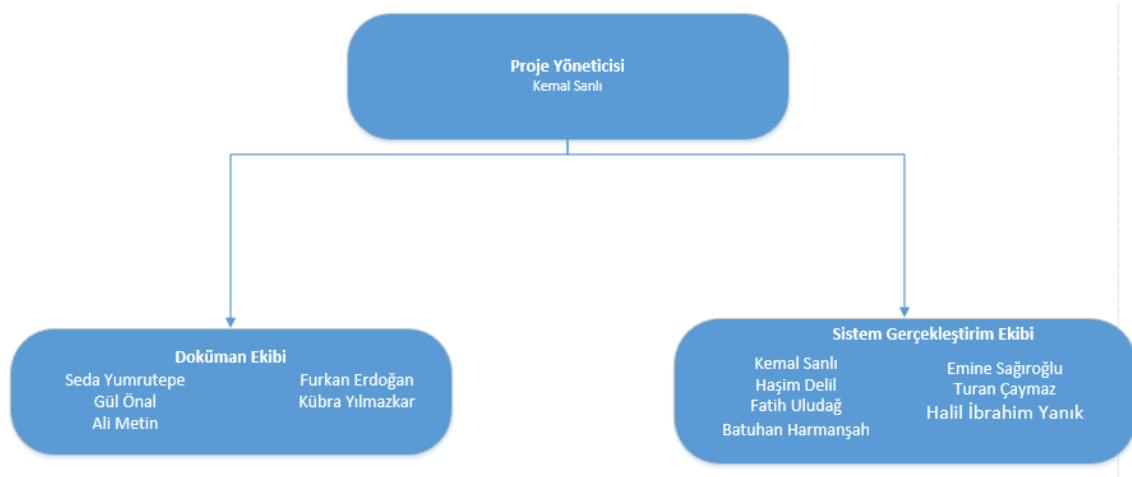 Proje Yöneticisi
Kemal Sanlı
Doküman Ekibi
Seda Yumrutepe
Gül Önal
Ali Metin
Furkan Erdoğan
Kübra Yılmazkar
Sistem Gerçekleştirim Ekibi
Kemal Sanlı
Haşim Delil
Fatih Uludağ
Batuhan Harmanşah
Emine Sağıroğlu
Turan Çaymaz
Halil İbrahim Yanık